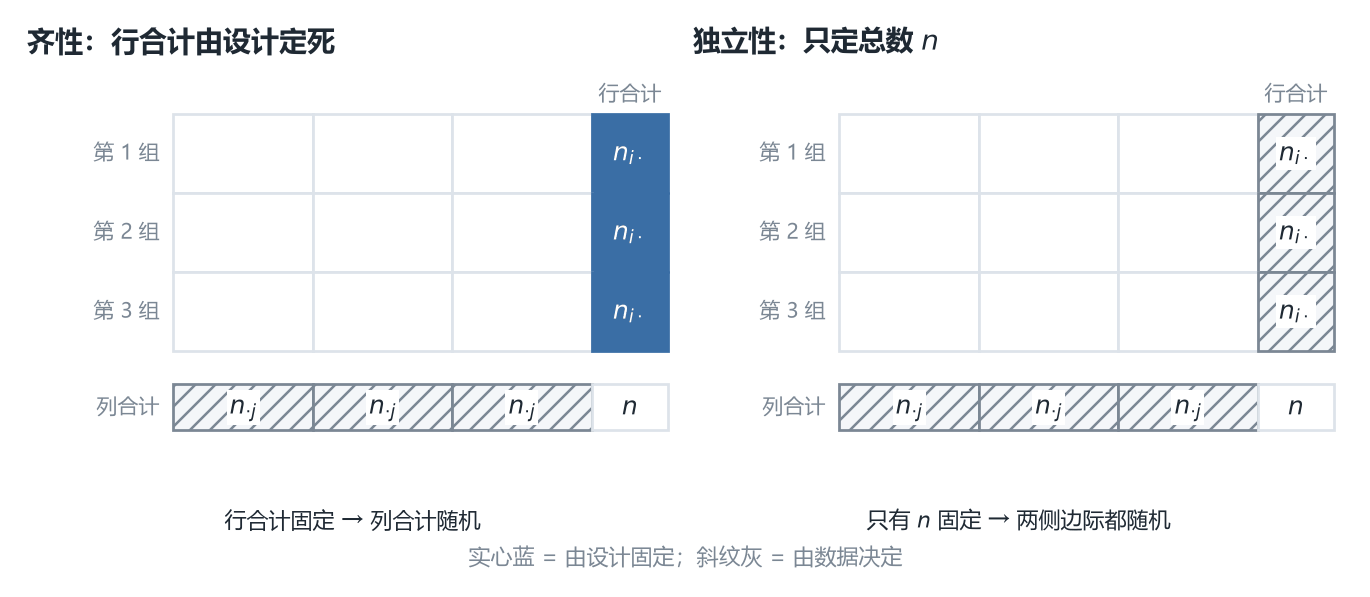 齐性：行合计由设计定死
独立性：只定总数 n
行合计
行合计
第 1 组
nᵢ.
第 1 组
nᵢ.
第 2 组
nᵢ.
第 2 组
nᵢ.
第 3 组
nᵢ.
第 3 组
nᵢ.
列合计
n.ⱼ
n.ⱼ
n.ⱼ
n
列合计
n.ⱼ
n.ⱼ
n.ⱼ
n
行合计固定 → 列合计随机
只有 n 固定 → 两侧边际都随机
实心蓝 = 由设计固定；斜纹灰 = 由数据决定